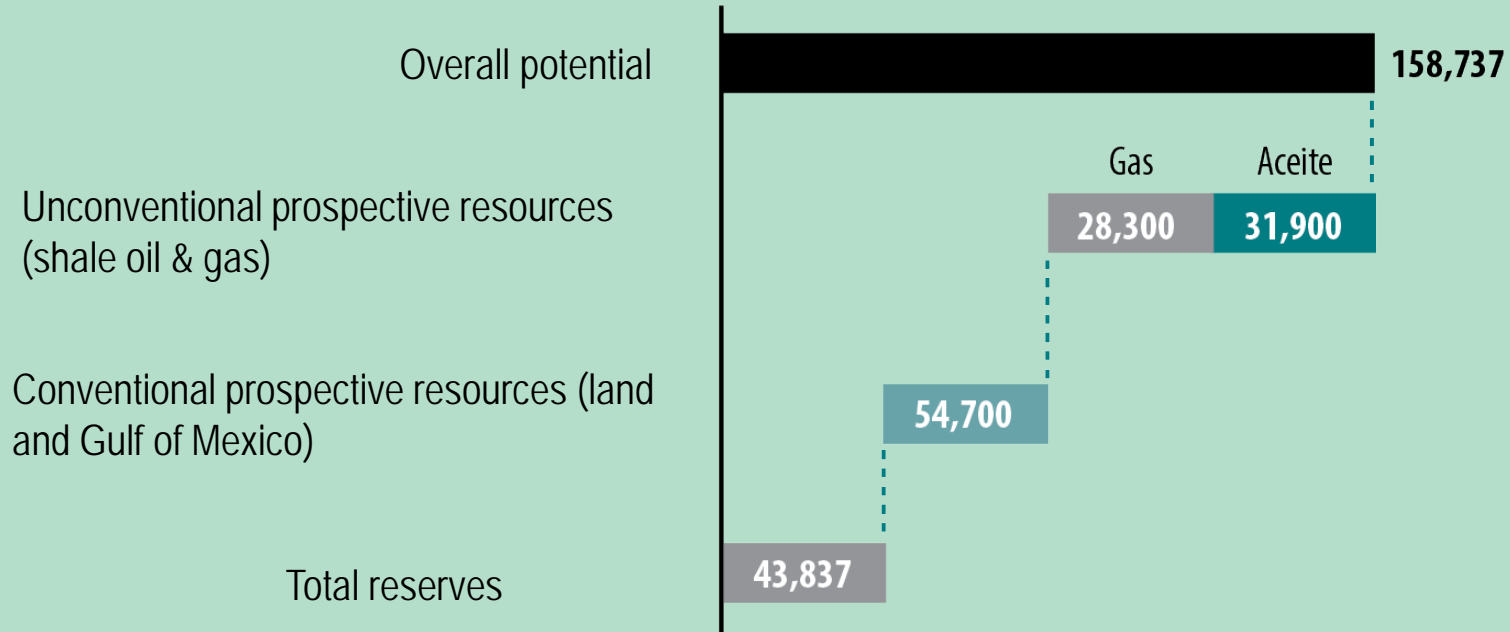 Overall potential
158,737
Gas
Aceite
Unconventional prospective resources
(shale oil & gas)
28,300
31,900
Conventional prospective resources (land
and Gulf of Mexico)
54,700
Total reserves
43,837